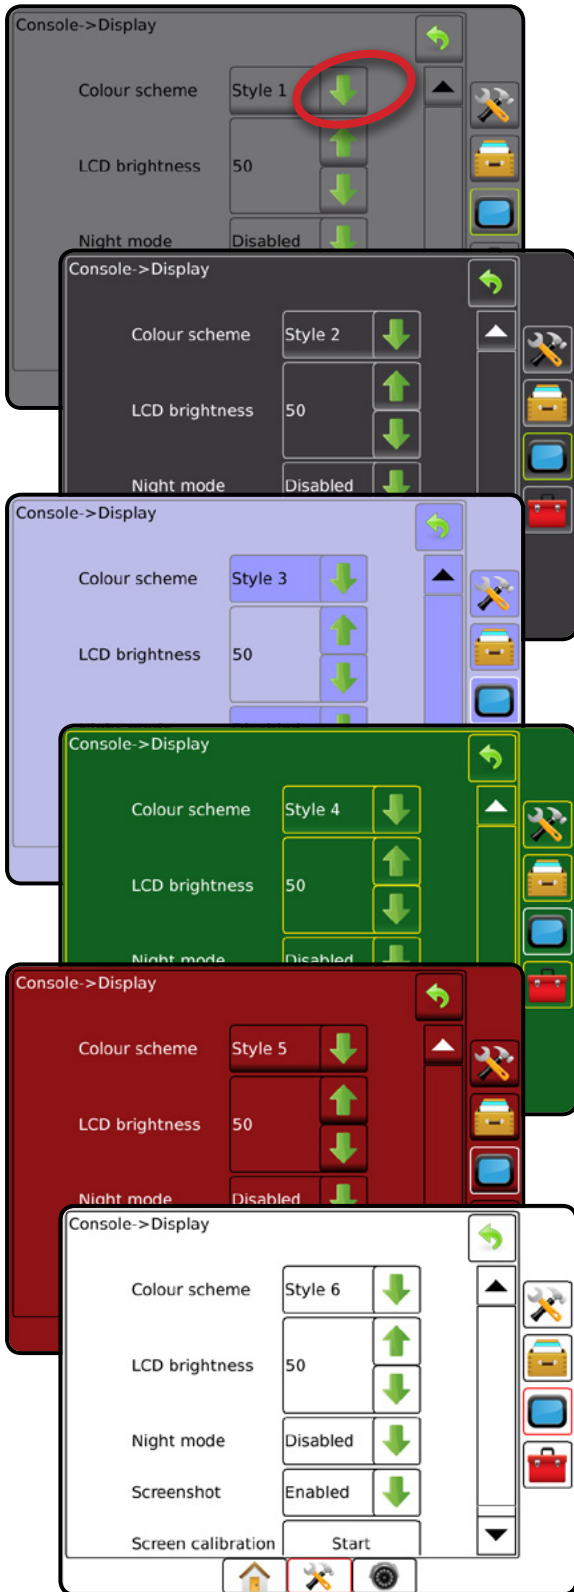 Console->Display
Colour scheme Style 1
LCD brightness 50
Night mode Disabled
Console->Display
Colour scheme Style 2
LCD brightness 50
Night mode Disabled
Console->Display
Colour scheme Style 3
LCD brightness 50
Console->Display
Colour scheme Style 4
LCD brightness 50
Night mode Disabled
Console->Display
Colour scheme Style 5
LCD brightness 50
Night mode Disabled
Console->Display
Colour scheme Style 6
LCD brightness 50
Night mode Disabled
Screenshot Enabled
Screen calibration Start